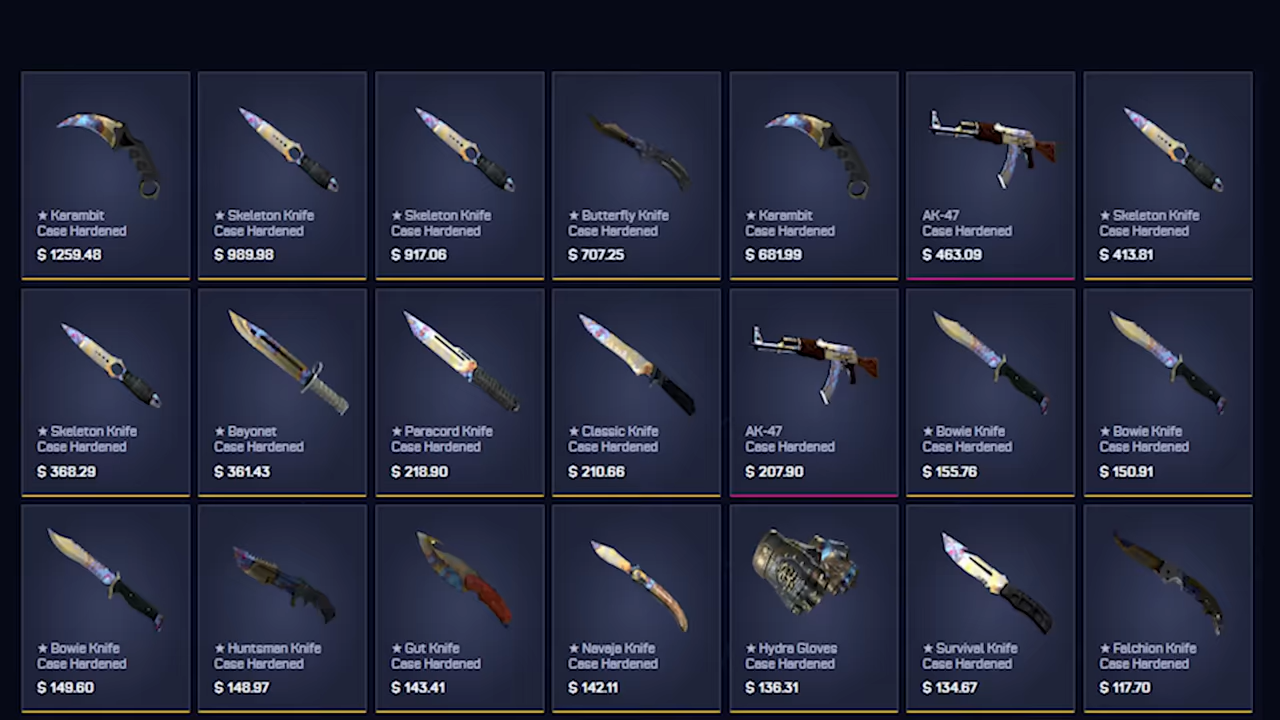 ★ Karambit
Case Hardened
$ 1259.48
★ Skeleton Knife
Case Hardened
$ 989.98
★ Skeleton Knife
Case Hardened
$ 917.06
★ Butterfly Knife
Case Hardened
$ 707.25
★ Karambit
Case Hardened
$ 681.99
AK-47
Case Hardened
$ 463.09
★ Skeleton Knife
Case Hardened
$ 413.81
★ Skeleton Knife
Case Hardened
$ 368.29
★ Bayonet
Case Hardened
$ 361.43
★ Paracord Knife
Case Hardened
$ 218.90
★ Classic Knife
Case Hardened
$ 210.66
AK-47
Case Hardened
$ 207.90
★ Bowie Knife
Case Hardened
$ 155.76
★ Bowie Knife
Case Hardened
$ 150.91
★ Bowie Knife
Case Hardened
$ 149.60
★ Huntsman Knife
Case Hardened
$ 148.97
★ Gut Knife
Case Hardened
$ 143.41
★ Navaja Knife
Case Hardened
$ 142.11
★ Hydra Gloves
Case Hardened
$ 136.31
★ Survival Knife
Case Hardened
$ 134.67
★ Falchion Knife
Case Hardened
$ 117.70